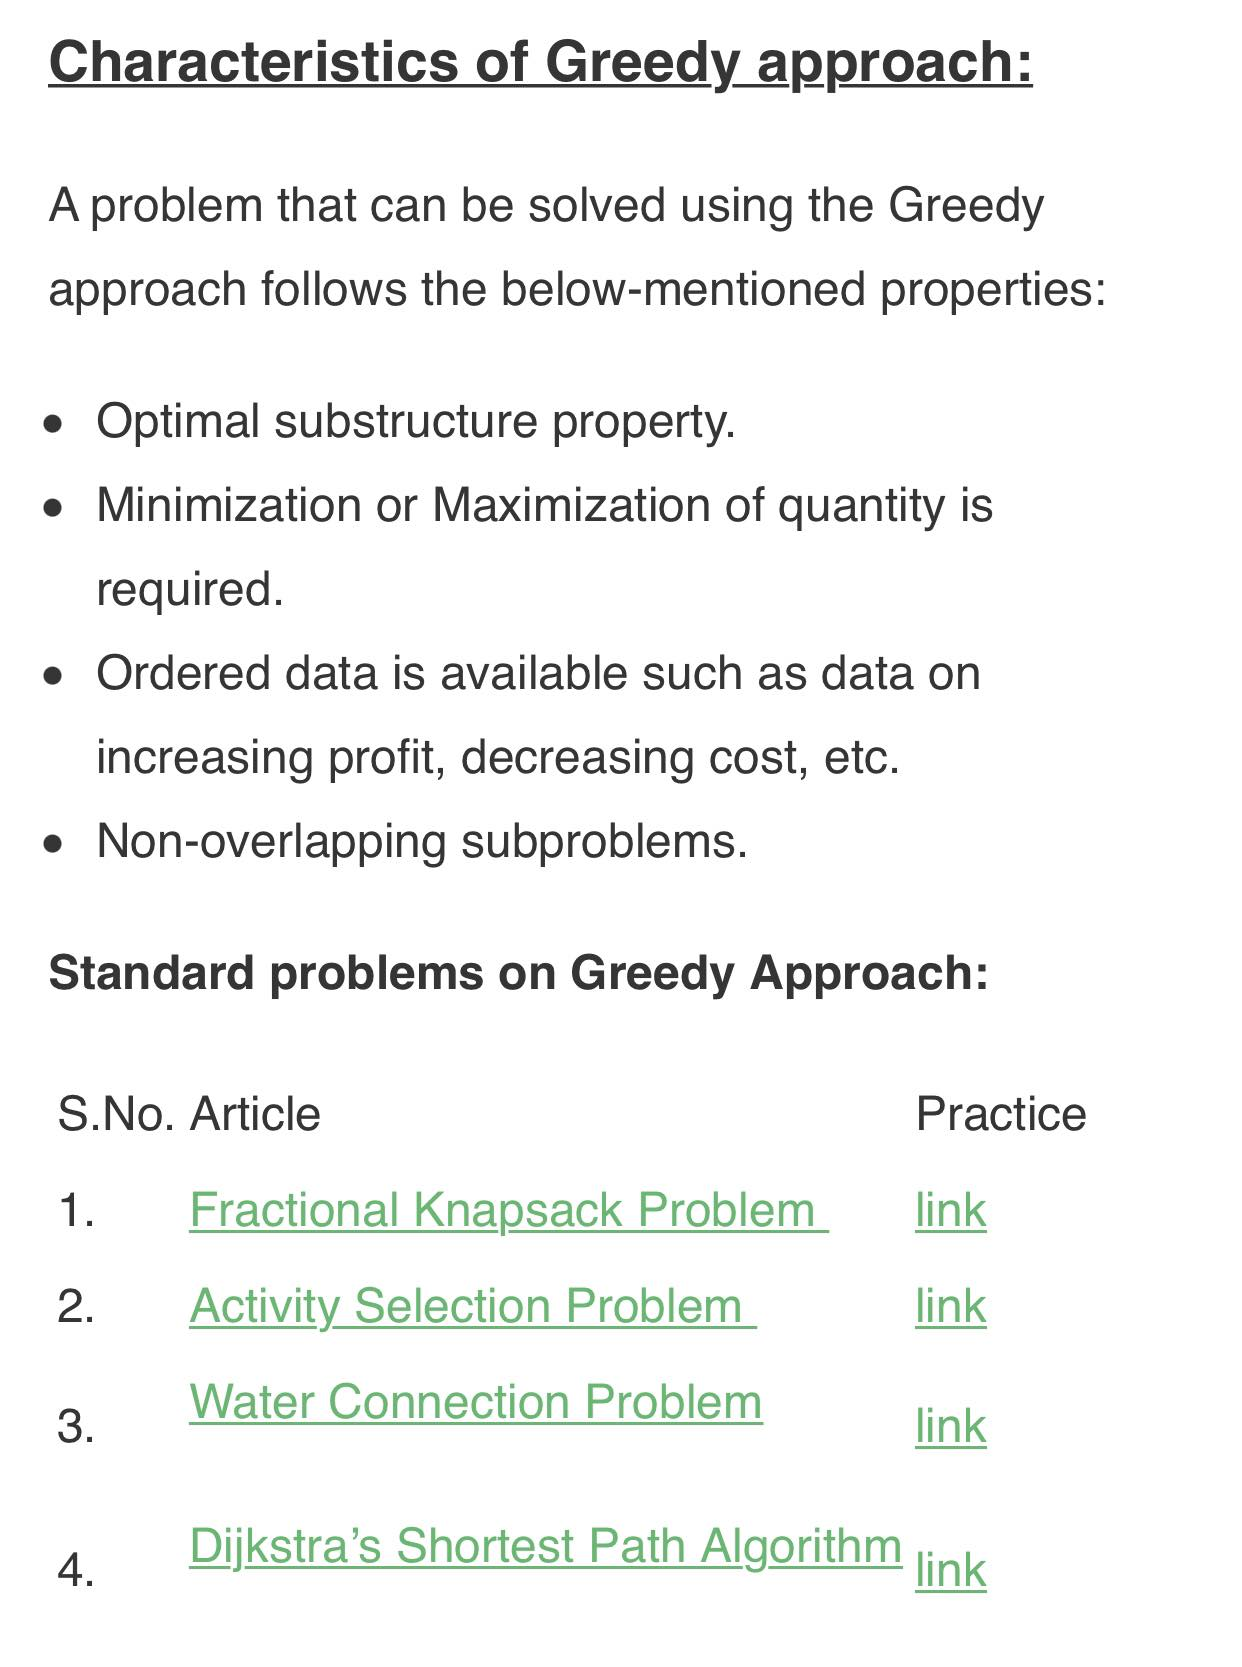 Characteristics of Greedy approach:
A problem that can be solved using the Greedy
approach follows the below-mentioned properties:
• Optimal substructure property.
• Minimization or Maximization of quantity is
required.
• Ordered data is available such as data on
increasing profit, decreasing cost, etc.
• Non-overlapping subproblems.
Standard problems on Greedy Approach:
S.No. Article Practice
1. Fractional Knapsack Problem link
2. Activity Selection Problem link
3. Water Connection Problem link
4. Dijkstra’s Shortest Path Algorithm link